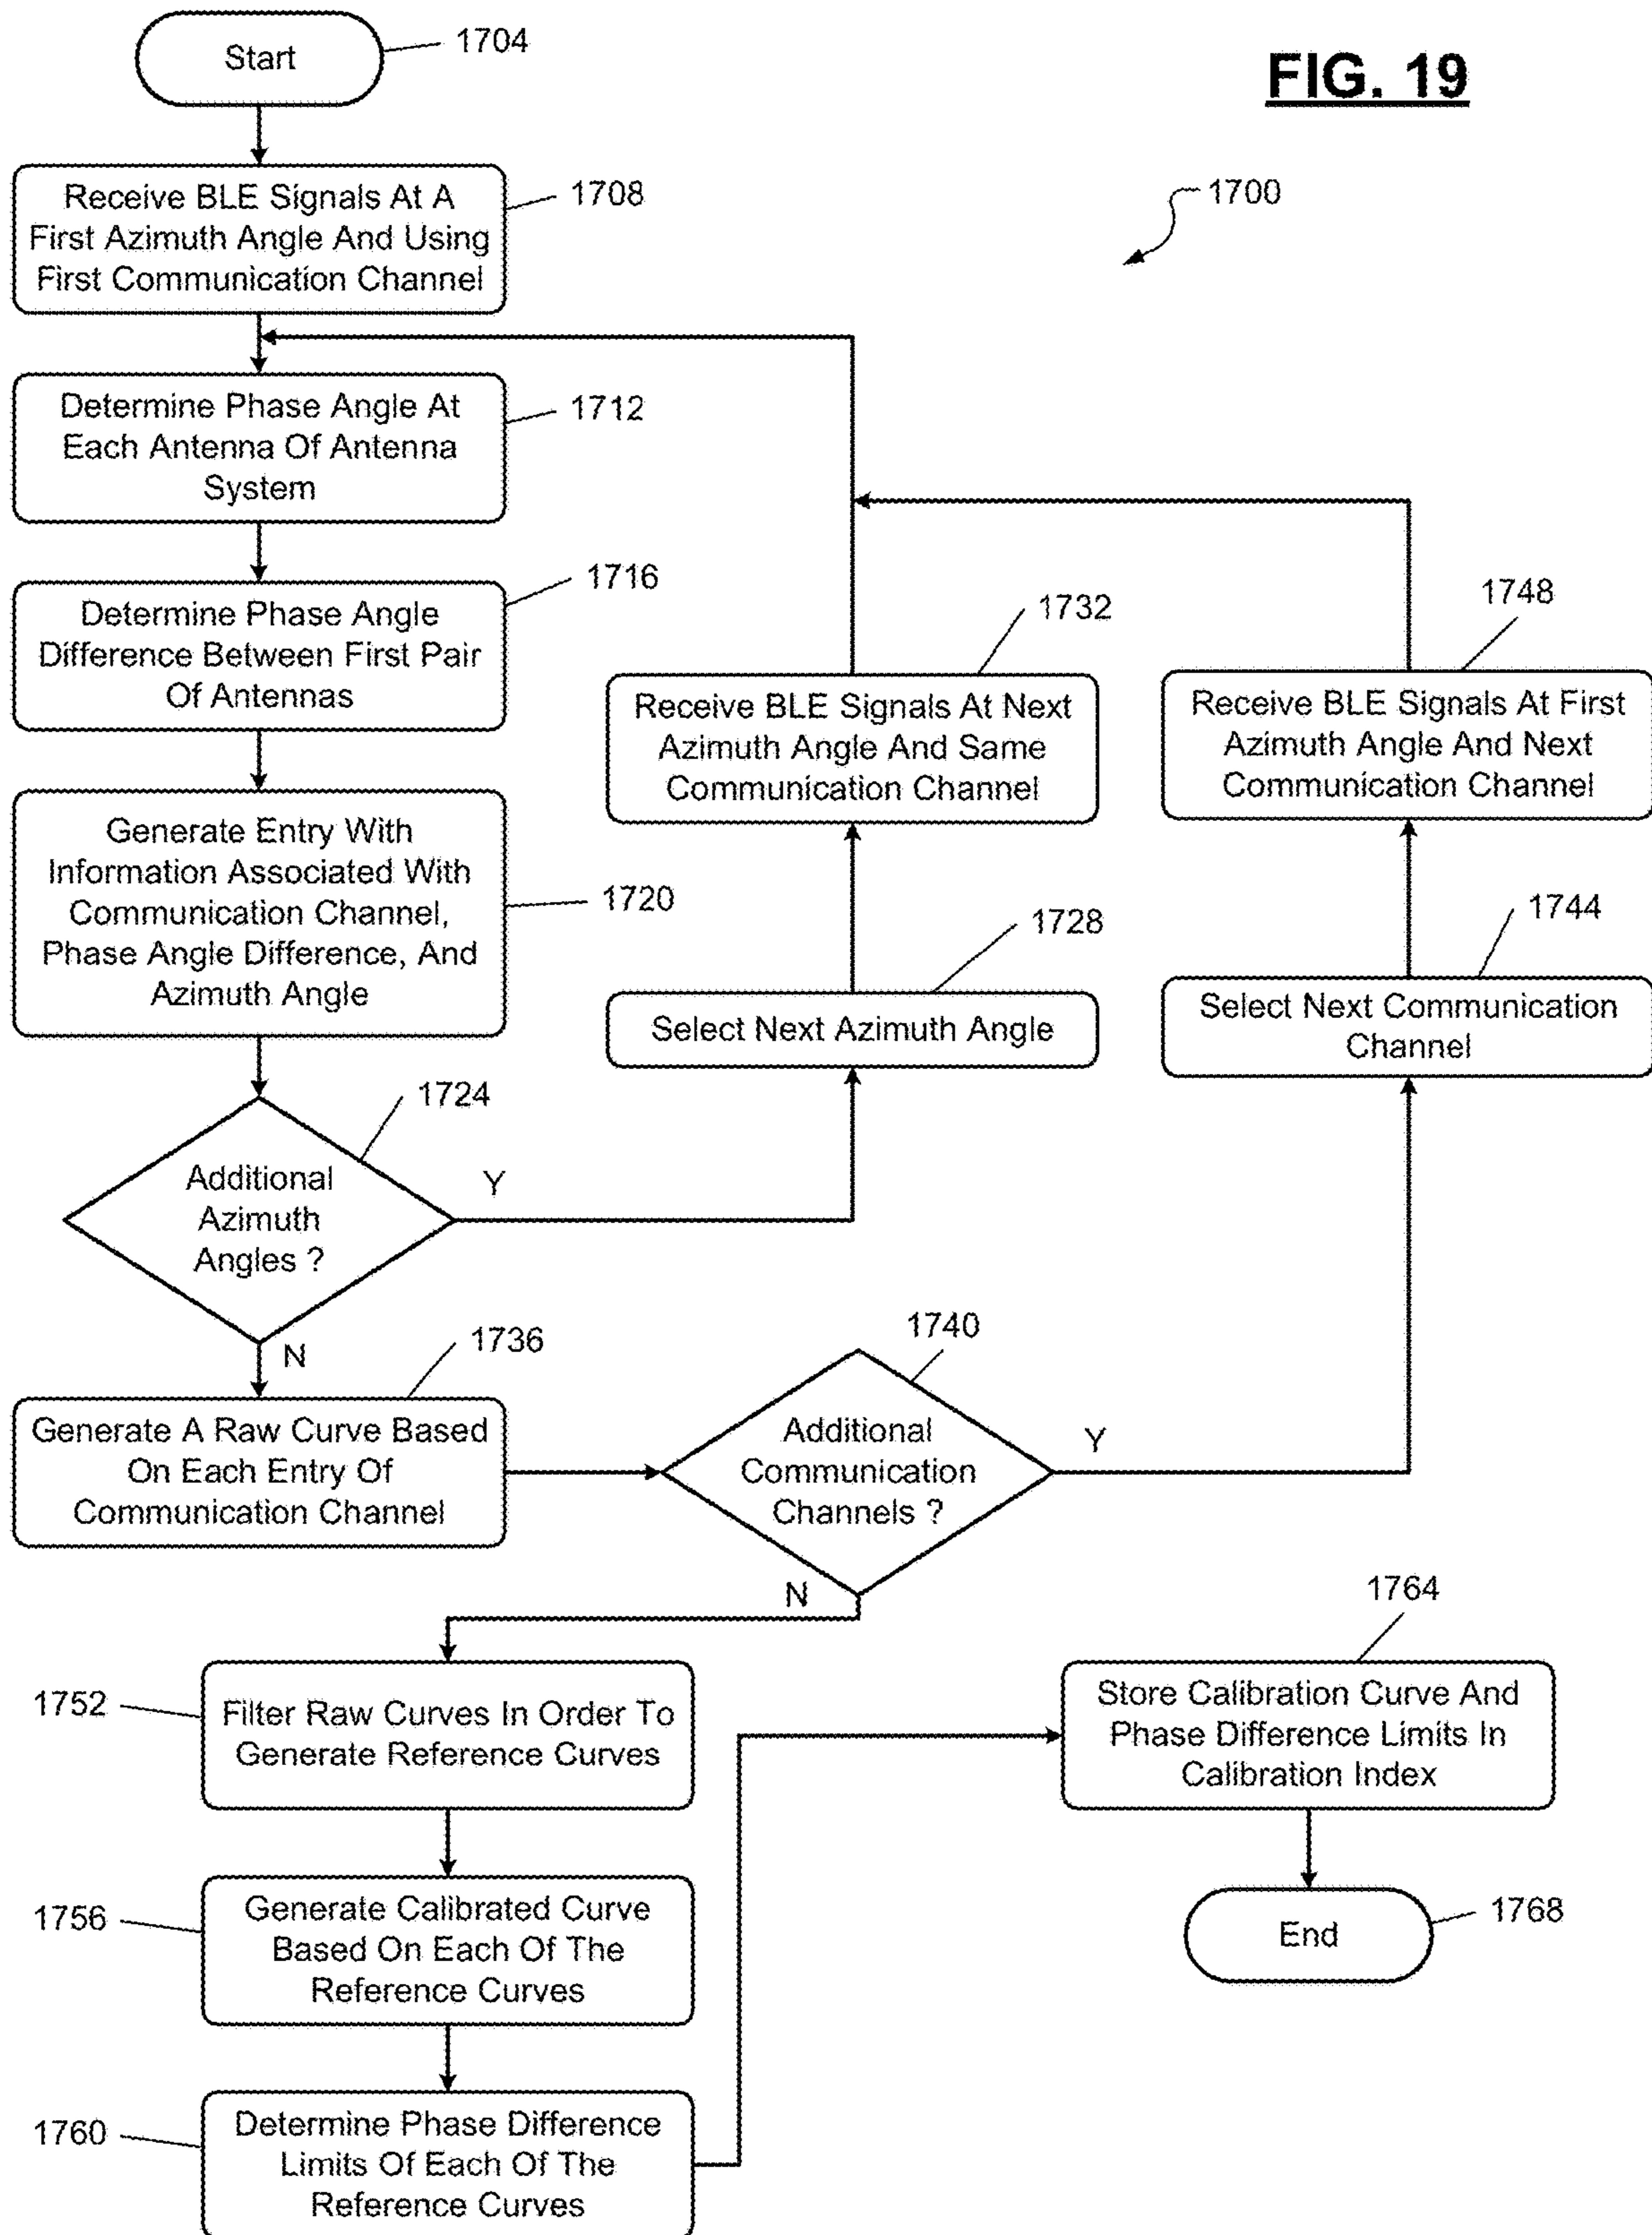 FIG. 19
Start
1704
Receive BLE Signals At A
First Azimuth Angle And Using
First Communication Channel
1708
1700
Determine Phase Angle At
Each Antenna Of Antenna
System
1712
Determine Phase Angle
Difference Between First Pair
Of Antennas
1716
Generate Entry With
Information Associated With
Communication Channel,
Phase Angle Difference, And
Azimuth Angle
1720
Additional
Azimuth
Angles ?
1724
Y
N
Select Next Azimuth Angle
1728
Receive BLE Signals At Next
Azimuth Angle And Same
Communication Channel
1732
Generate A Raw Curve Based
On Each Entry Of
Communication Channel
1736
Additional
Communication
Channels ?
1740
Y
N
Select Next Communication
Channel
1744
Receive BLE Signals At First
Azimuth Angle And Next
Communication Channel
1748
Filter Raw Curves In Order To
Generate Reference Curves
1752
Generate Calibrated Curve
Based On Each Of The
Reference Curves
1756
Determine Phase Difference
Limits Of Each Of The
Reference Curves
1760
Store Calibration Curve And
Phase Difference Limits In
Calibration Index
1764
End
1768